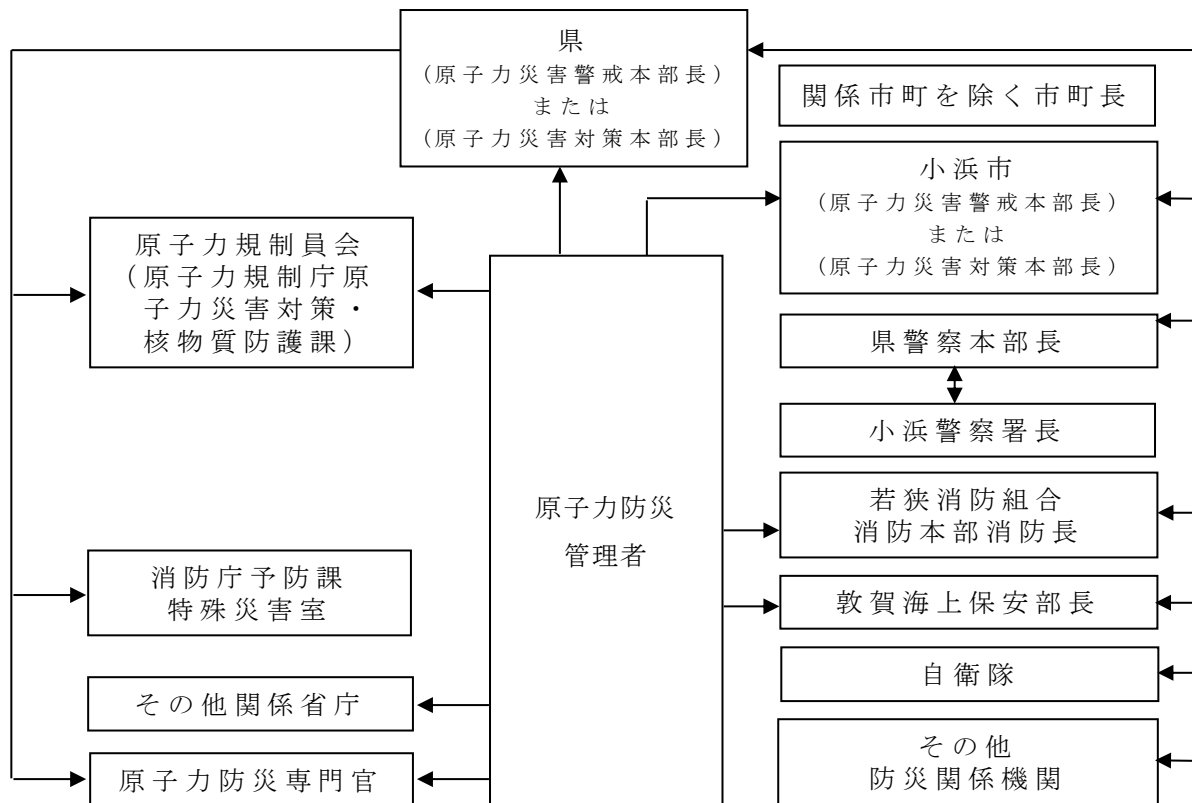 県
（原子力災害警戒本部長）
または
（原子力災害対策本部長）
関係市町を除く市町長
小浜市
（原子力災害警戒本部長）
または
（原子力災害対策本部長）
原子力規制員会
（原子力規制庁原
子力災害対策・
核物質防護課）
県警察本部長
小浜警察署長
原子力防災
管理者
若狭消防組合
消防本部消防長
消防庁予防課
特殊災害室
敦賀海上保安部長
自衛隊
その他関係省庁
その他
防災関係機関
原子力防災専門官